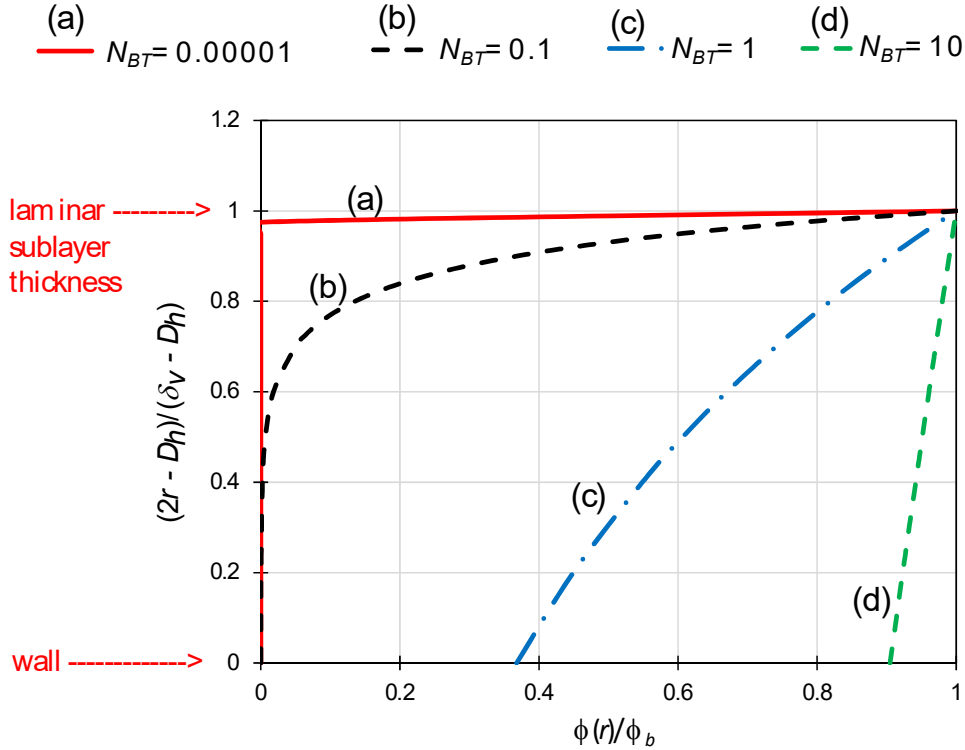 (a) (b) (c) (d)
N_BT= 0.00001 N_BT= 0.1 N_BT= 1 N_BT= 10
1.2
laminar ---------> 1
sublayer
thickness
0.8
0.6
0.4
0.2
wall --------------> 0
(2r - D_h)/(δ_v - D_h)
(a)
(b)
(c)
(d)
0 0.2 0.4 0.6 0.8 1
ϕ(r)/ϕ_b